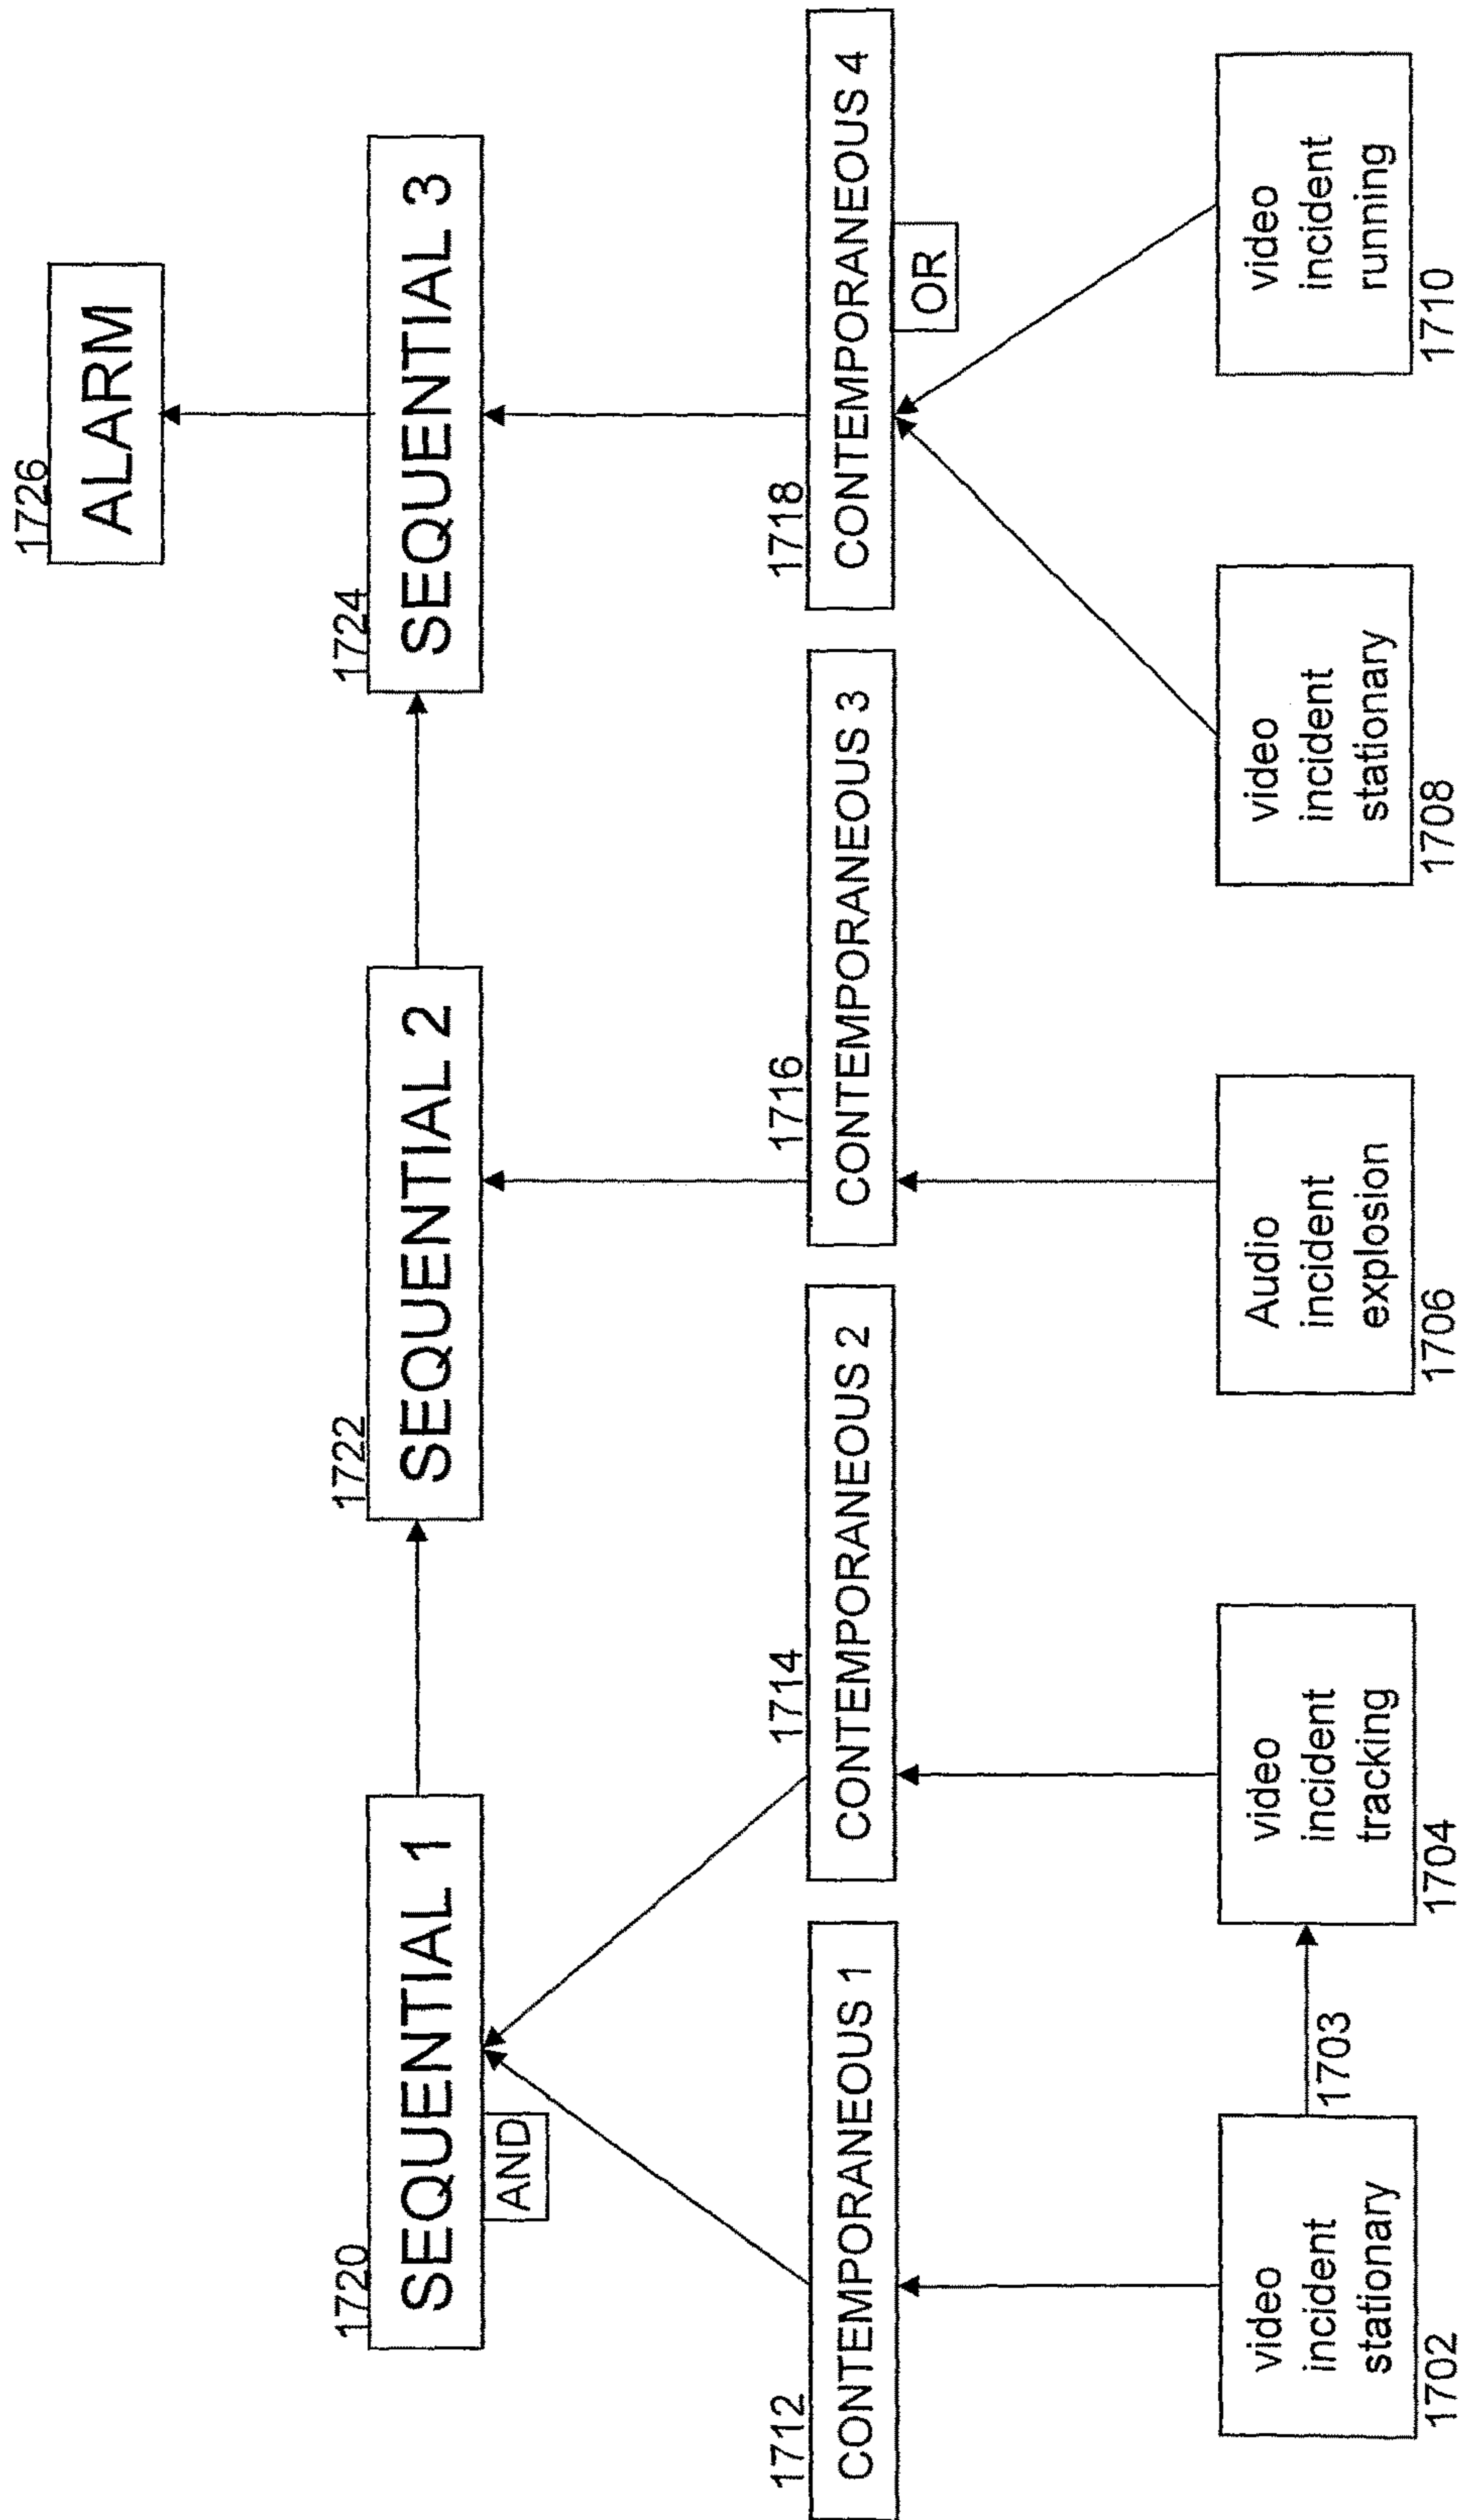 1726
ALARM
1720
SEQUENTIAL 1
AND
1722
SEQUENTIAL 2
1724
SEQUENTIAL 3
1712
CONTEMPORANEOUS 1
1714
CONTEMPORANEOUS 2
1716
CONTEMPORANEOUS 3
1718
CONTEMPORANEOUS 4
OR
video
incident
stationary
1702
1703
video
incident
tracking
1704
Audio
incident
explosion
1706
video
incident
stationary
1708
video
incident
running
1710